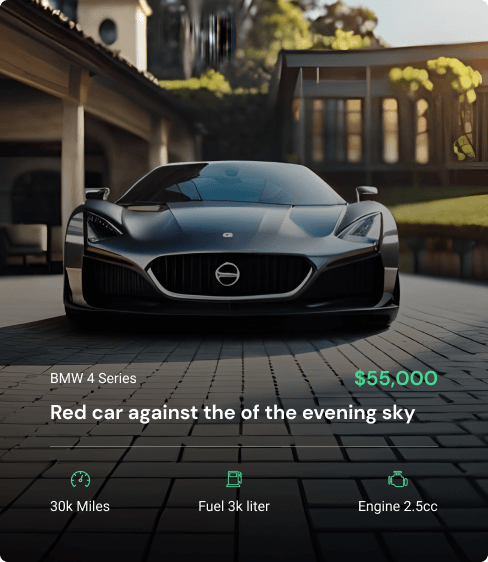 BMW 4 Series
$55,000
Red car against the of the evening sky
30k Miles
Fuel 3k liter
Engine 2.5cc